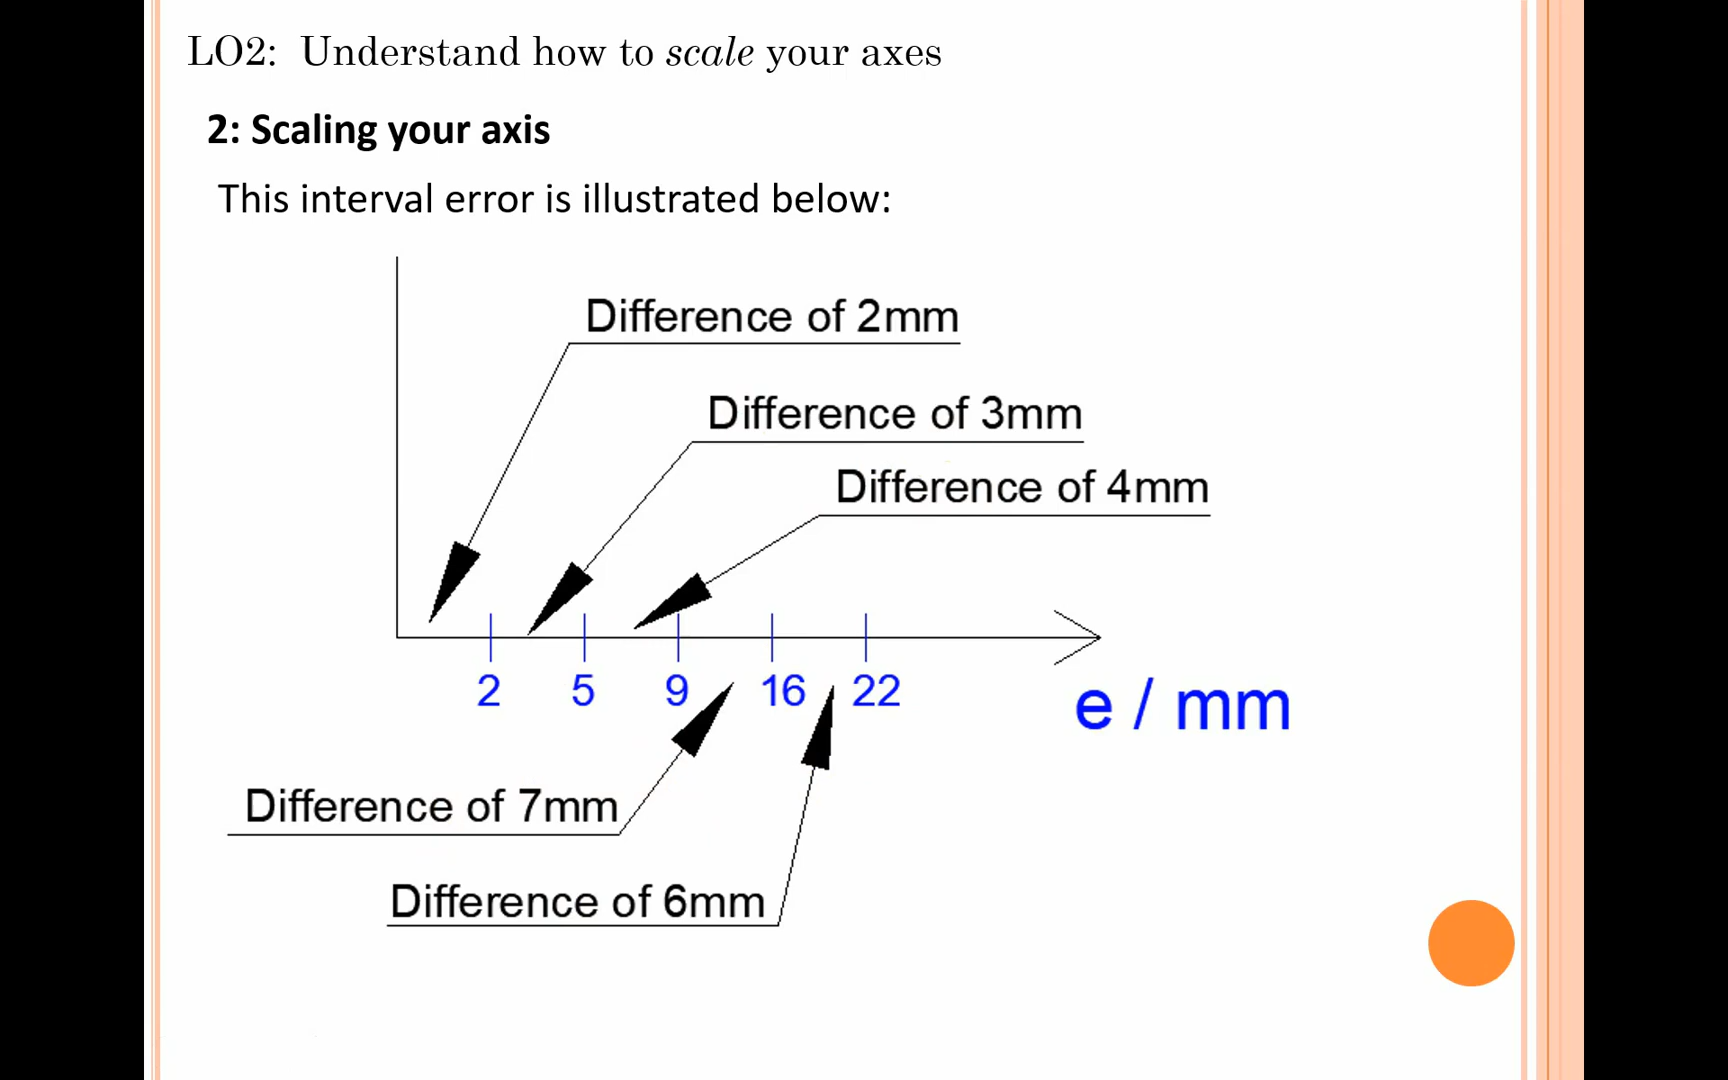 LO2: Understand how to scale your axes
2: Scaling your axis
This interval error is illustrated below:
Difference of 2mm
Difference of 3mm
Difference of 4mm
2 5 9 16 22
e / mm
Difference of 7mm
Difference of 6mm